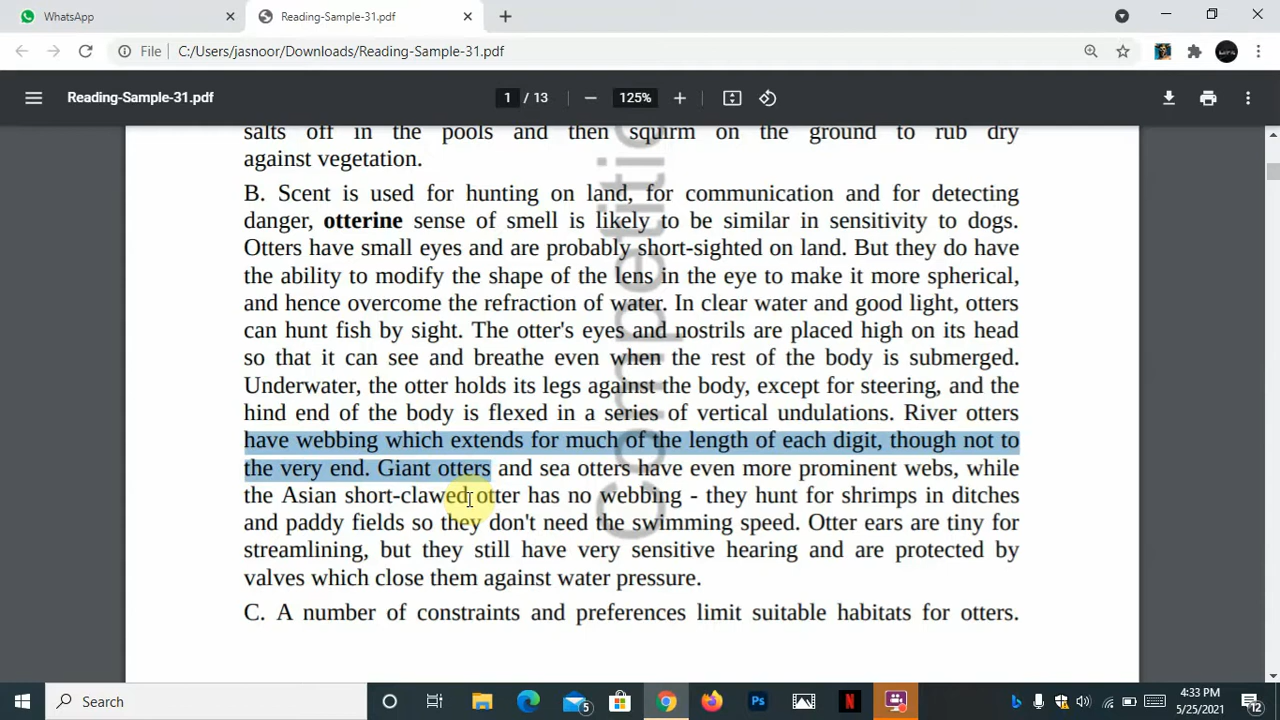 WhatsApp
Reading-Sample-31.pdf
File
C:/Users/jasnoor/Downloads/Reading-Sample-31.pdf
Reading-Sample-31.pdf
1 / 13
125%
salts off in the pools and then squirm on the ground to rub dry
against vegetation.
B. Scent is used for hunting on land, for communication and for detecting
danger, otterine sense of smell is likely to be similar in sensitivity to dogs.
Otters have small eyes and are probably short-sighted on land. But they do have
the ability to modify the shape of the lens in the eye to make it more spherical,
and hence overcome the refraction of water. In clear water and good light, otters
can hunt fish by sight. The otter's eyes and nostrils are placed high on its head
so that it can see and breathe even when the rest of the body is submerged.
Underwater, the otter holds its legs against the body, except for steering, and the
hind end of the body is flexed in a series of vertical undulations. River otters
have webbing which extends for much of the length of each digit, though not to
the very end. Giant otters and sea otters have even more prominent webs, while
the Asian short-clawed otter has no webbing - they hunt for shrimps in ditches
and paddy fields so they don't need the swimming speed. Otter ears are tiny for
streamlining, but they still have very sensitive hearing and are protected by
valves which close them against water pressure.
C. A number of constraints and preferences limit suitable habitats for otters.
Competitio
Search
5
Ps
N
4:33 PM
5/25/2021
12